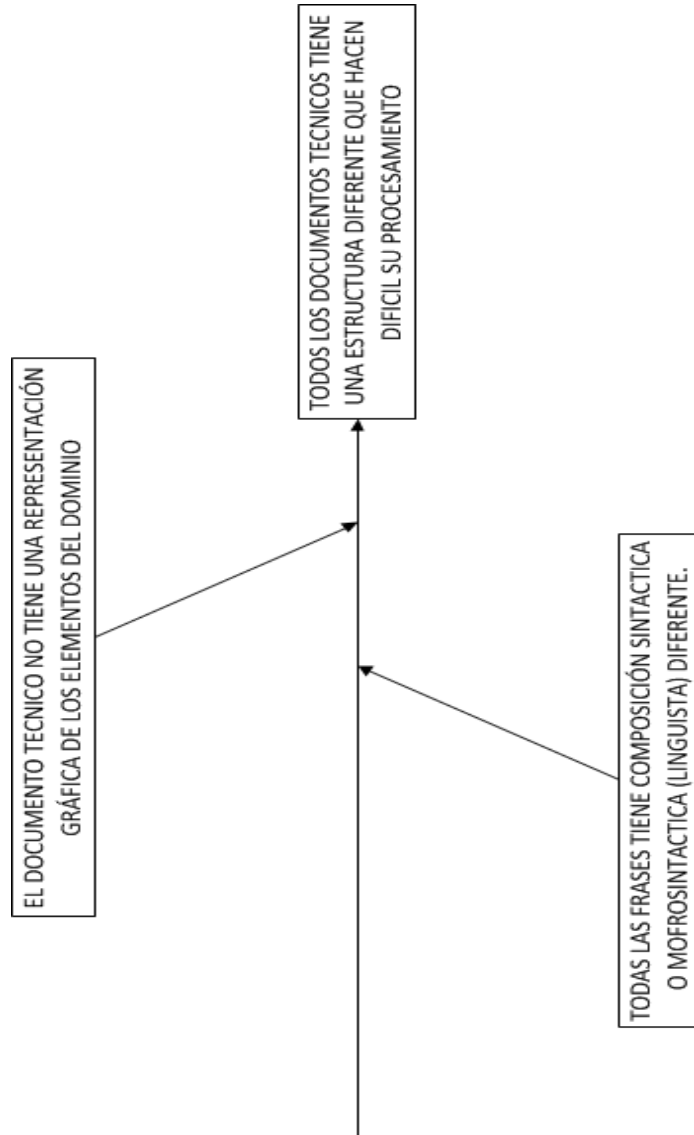 EL DOCUMENTO TECNICO NO TIENE UNA REPRESENTACIÓN
GRÁFICA DE LOS ELEMENTOS DEL DOMINIO
TODOS LOS DOCUMENTOS TECNICOS TIENE
UNA ESTRUCTURA DIFERENTE QUE HACEN
DIFICIL SU PROCESAMIENTO
TODAS LAS FRASES TIENE COMPOSICIÓN SINTACTICA
O MOFROSINTACTICA (LINGUISTA) DIFERENTE.